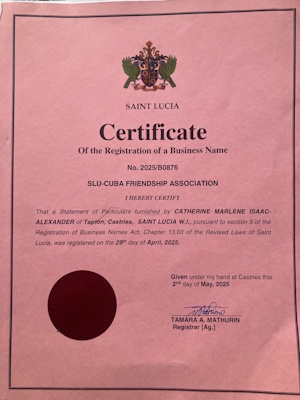 SAINT LUCIA
Certificate
Of the Registration of a Business Name
No. 2025/B0876
SLU-CUBA FRIENDSHIP ASSOCIATION
I HEREBY CERTIFY
That a Statement of Particulars furnished by CATHERINE MARLENE ISAAC-
ALEXANDER of Tapion, Castries, SAINT LUCIA W.I., pursuant to section 5 of the
Registration of Business Names Act, Chapter 13.03 of the Revised Laws of Saint
Lucia, was registered on the 29th day of April, 2025.
Given under my hand at Castries this
2nd day of May, 2025
TAMARA A. MATHURIN
Registrar [Ag.]